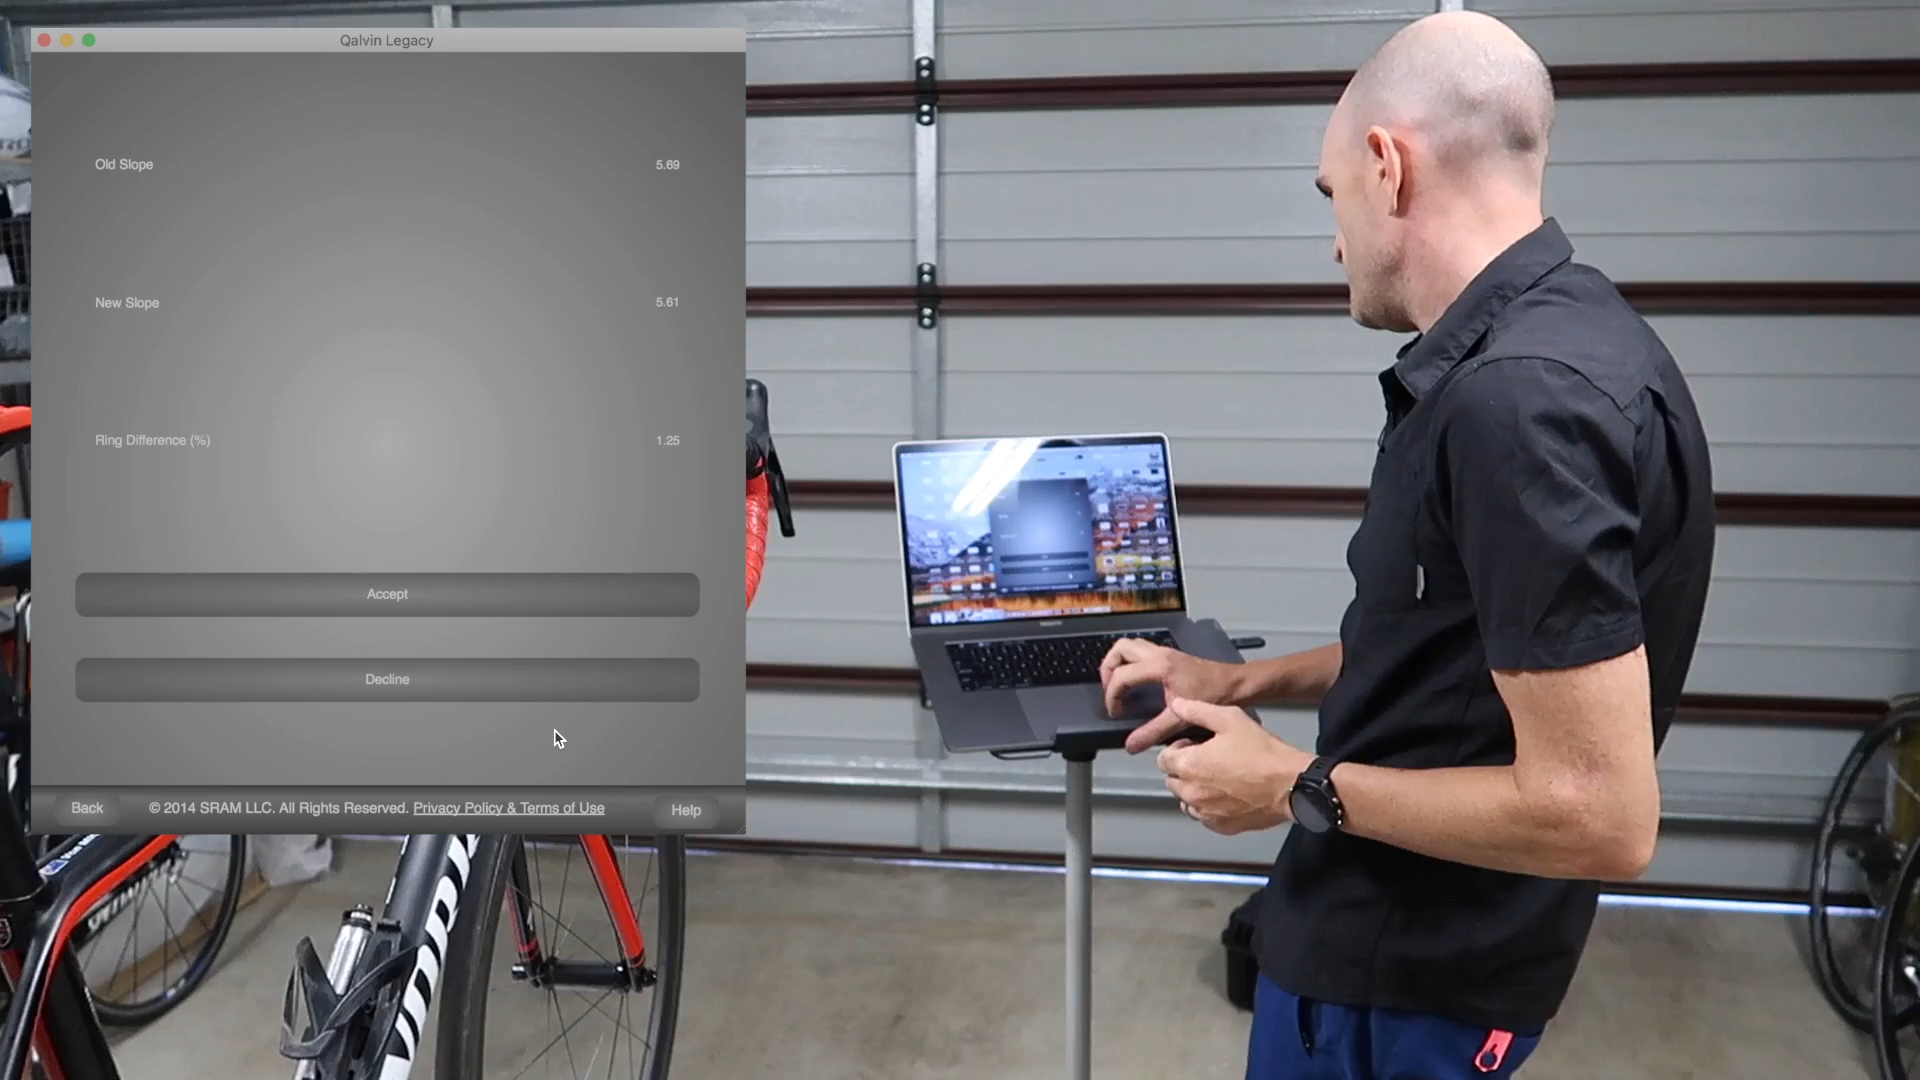 Qalvin Legacy
Old Slope 5.69
New Slope 5.61
Ring Difference (%) 1.25
Accept
Decline
Back © 2014 SRAM LLC. All Rights Reserved. Privacy Policy & Terms of Use Help